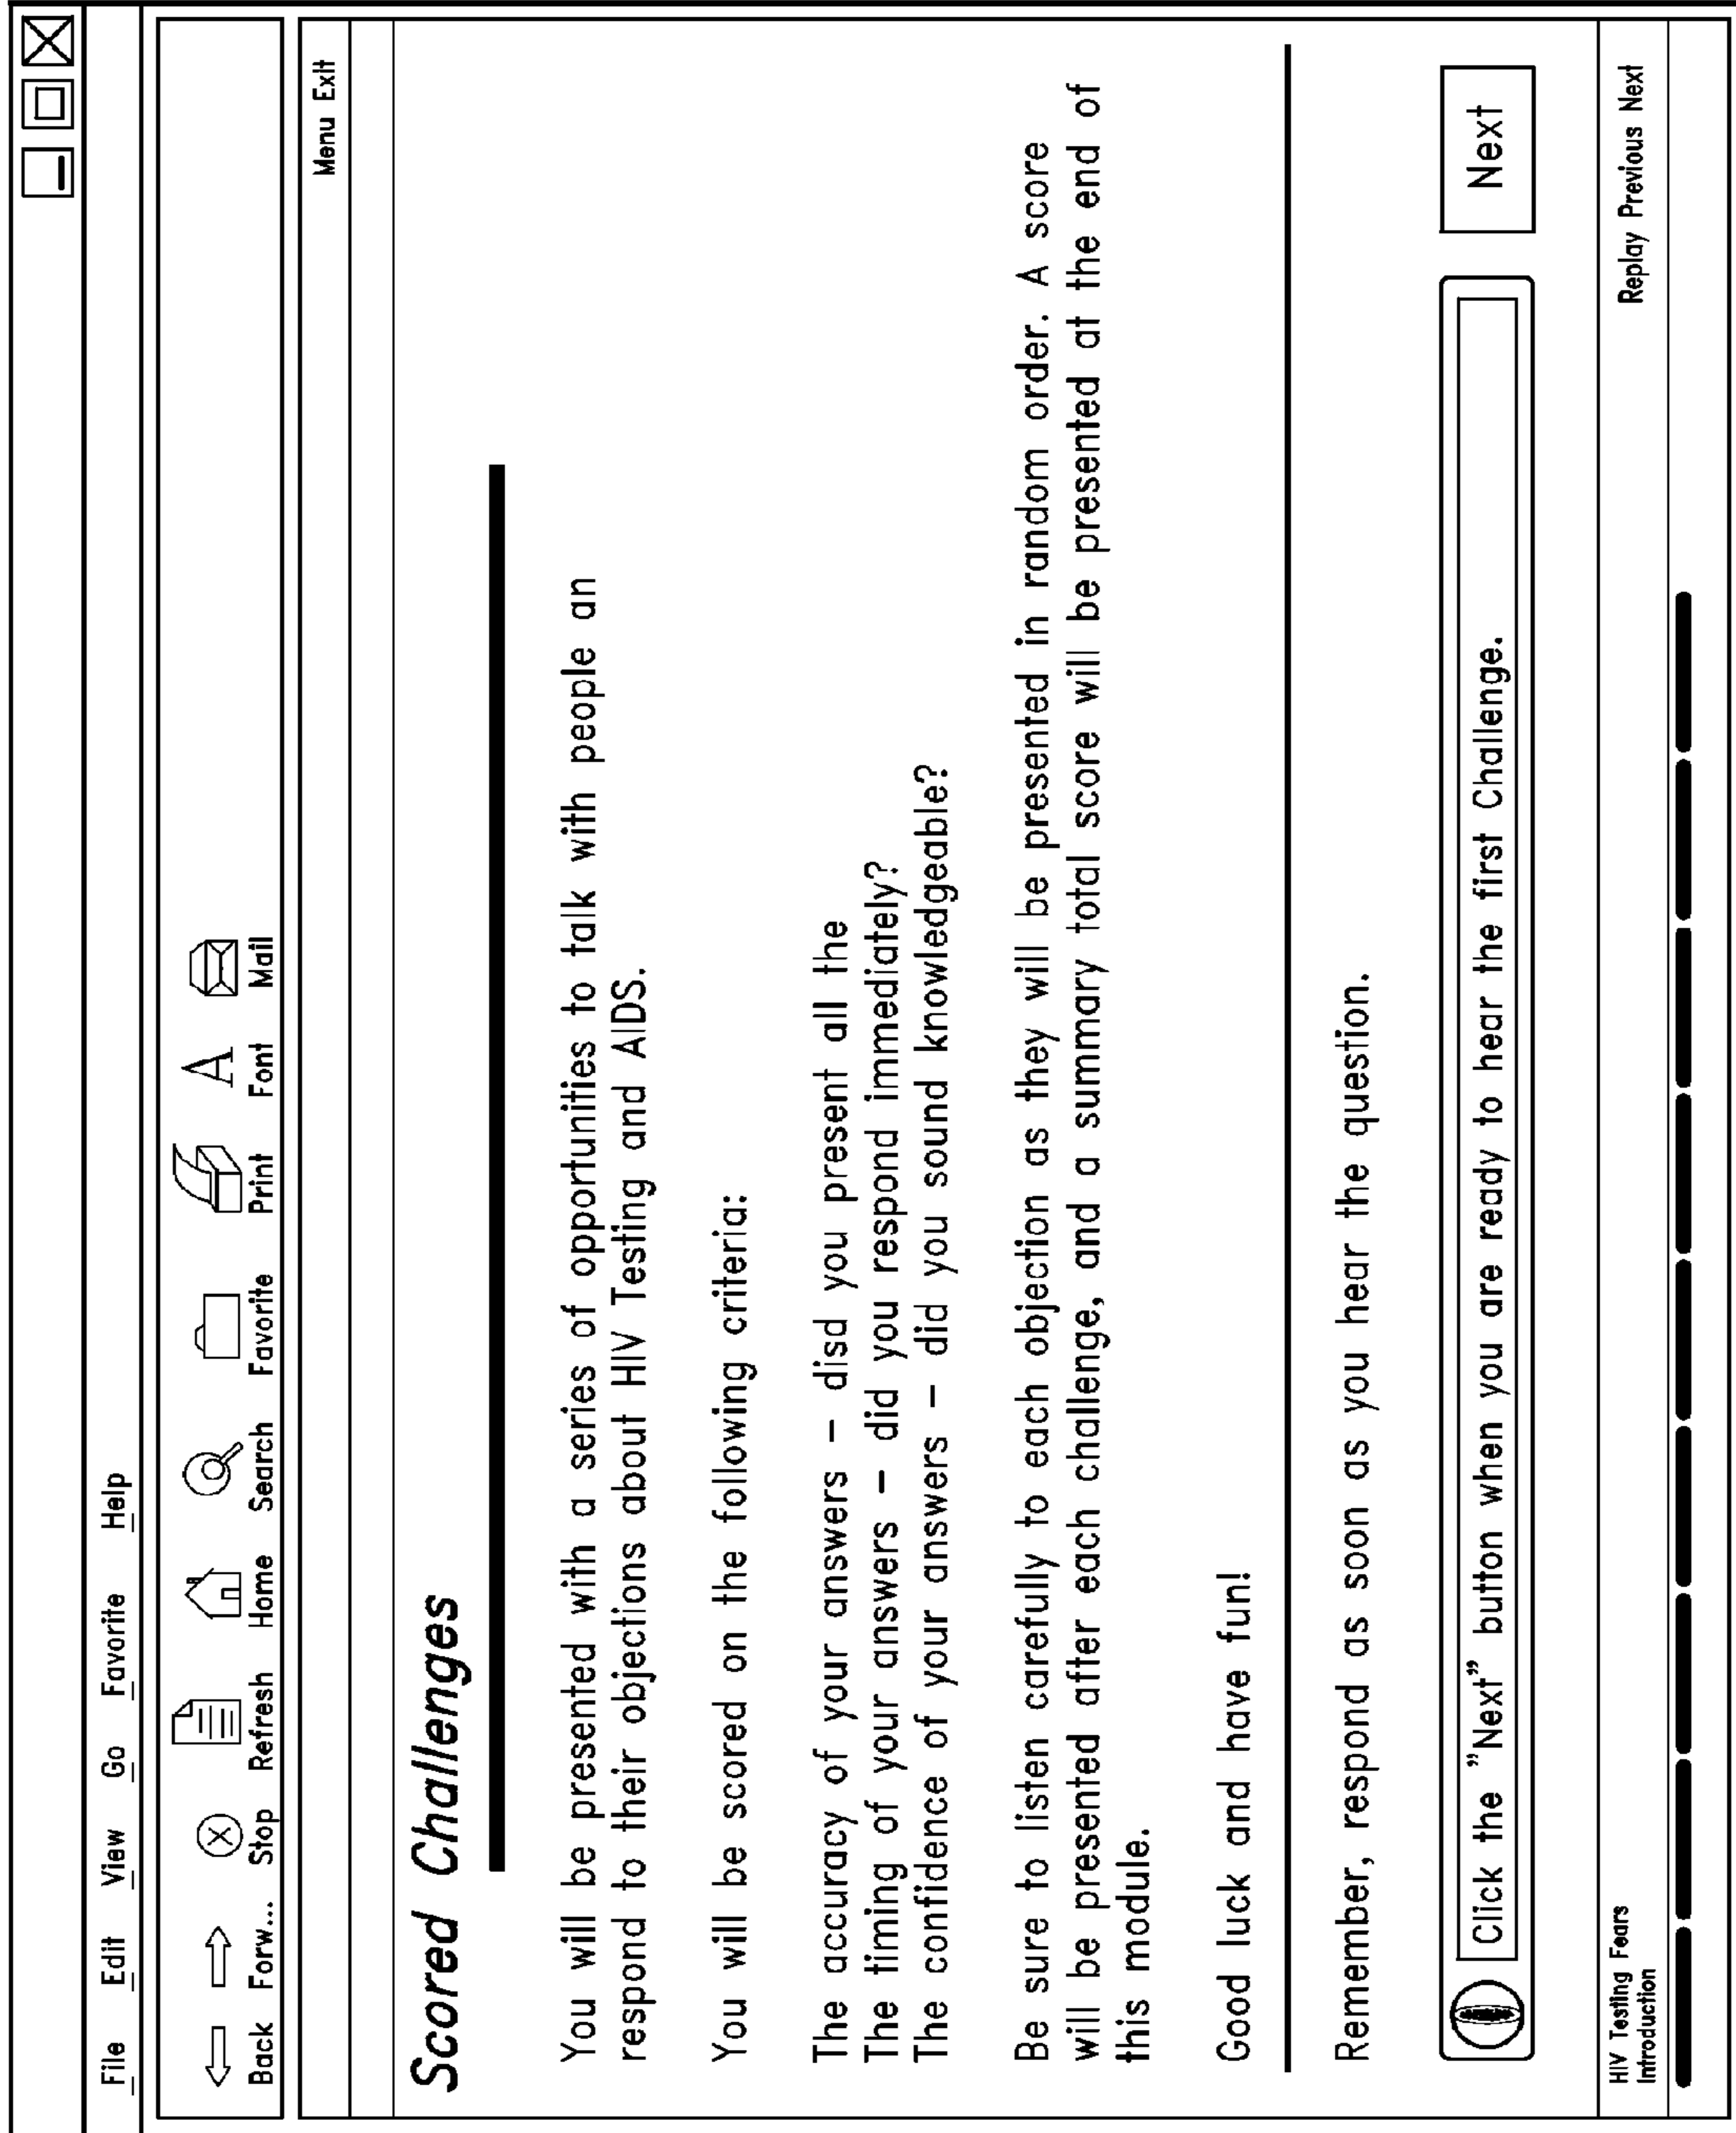 File Edit View Go Favorite Help
Back Forw... Stop Refresh Home Search Favorite Print Font Mail
Menu Exit
Scored Challenges
You will be presented with a series of opportunities to talk with people an
respond to their objections about HIV Testing and AIDS.
You will be scored on the following criteria:
The accuracy of your answers – disd you present all the
The timing of your answers – did you respond immediately?
The confidence of your answers – did you sound knowledgeable?
Be sure to listen carefully to each objection as they will be presented in random order. A score
will be presented after each challenge, and a summary total score will be presented at the end of
this module.
Good luck and have fun!
Remember, respond as soon as you hear the question.
Click the "Next" button when you are ready to hear the first Challenge.
Next
HIV Testing Fears
Introduction
Replay Previous Next